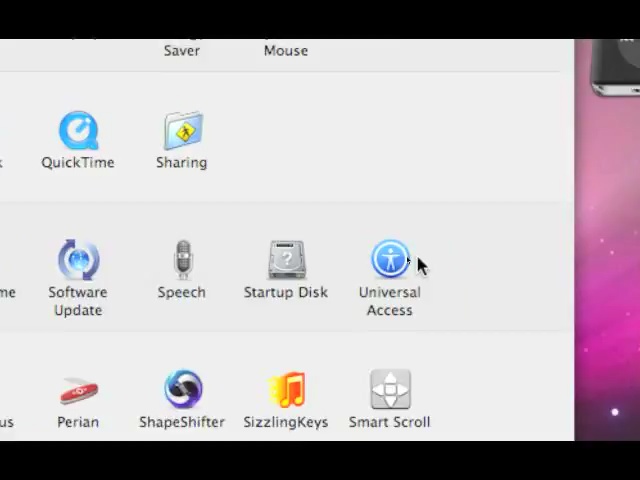 Saver Mouse
QuickTime Sharing
Software Speech Startup Disk Universal
Update Access
Perian ShapeShifter SizzlingKeys Smart Scroll